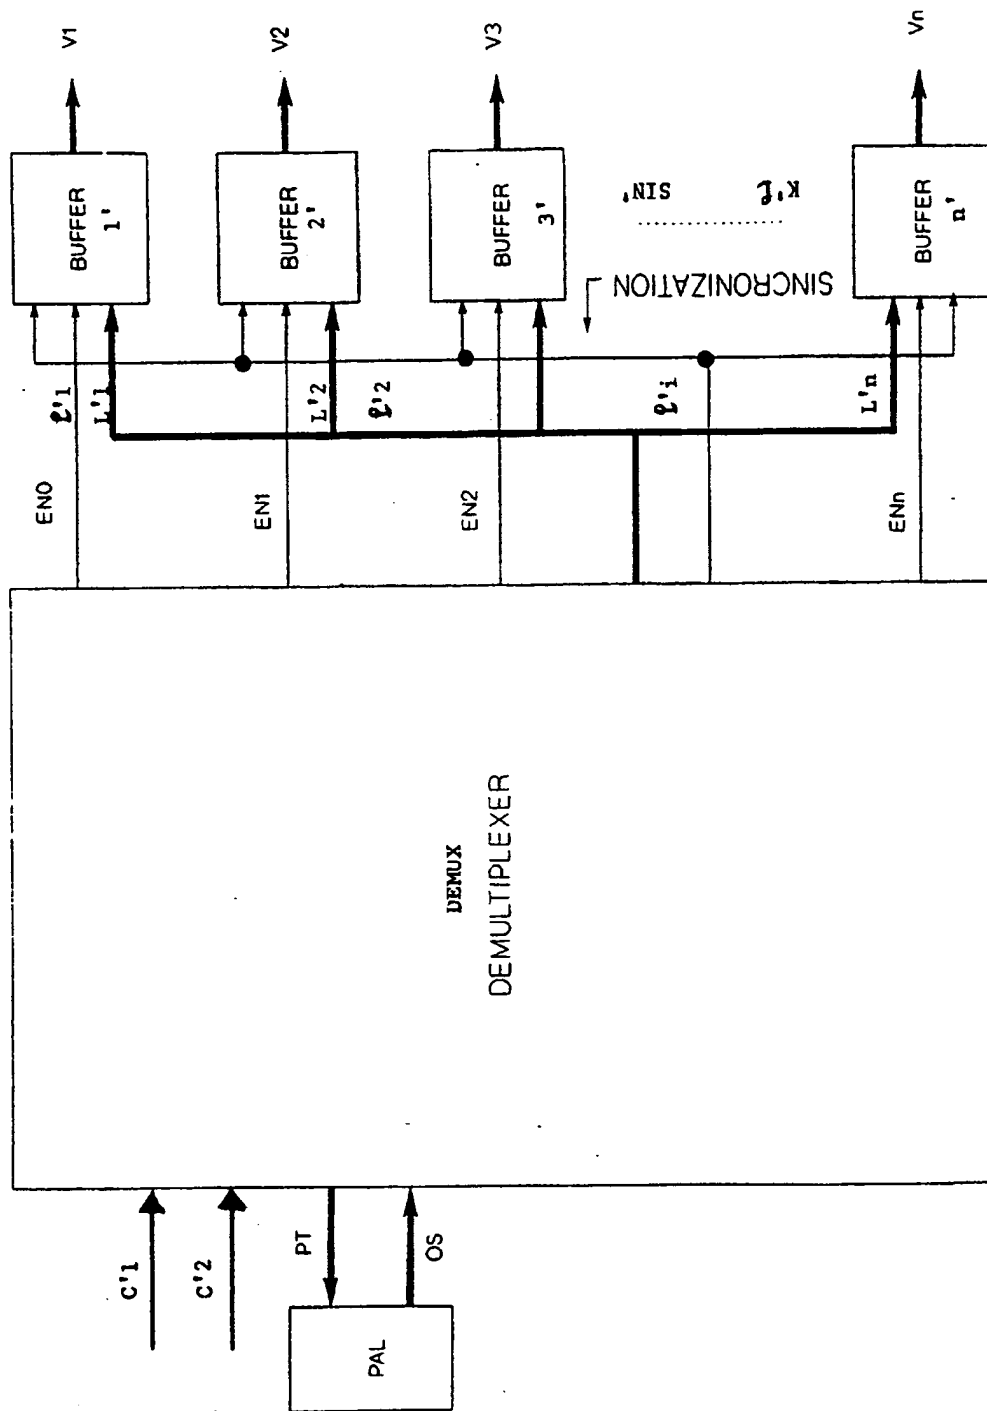 V1
V2
V3
Vn
BUFFER
1'
BUFFER
2'
BUFFER
3'
BUFFER
n'
SIN'
K'ℓ
SINCRONIZATION
ℓ'1
L'1
L'2
ℓ'2
ℓ'i
L'n
EN0
EN1
EN2
ENn
DEMUX
DEMULTIPLEXER
C'1
C'2
PT
OS
PAL